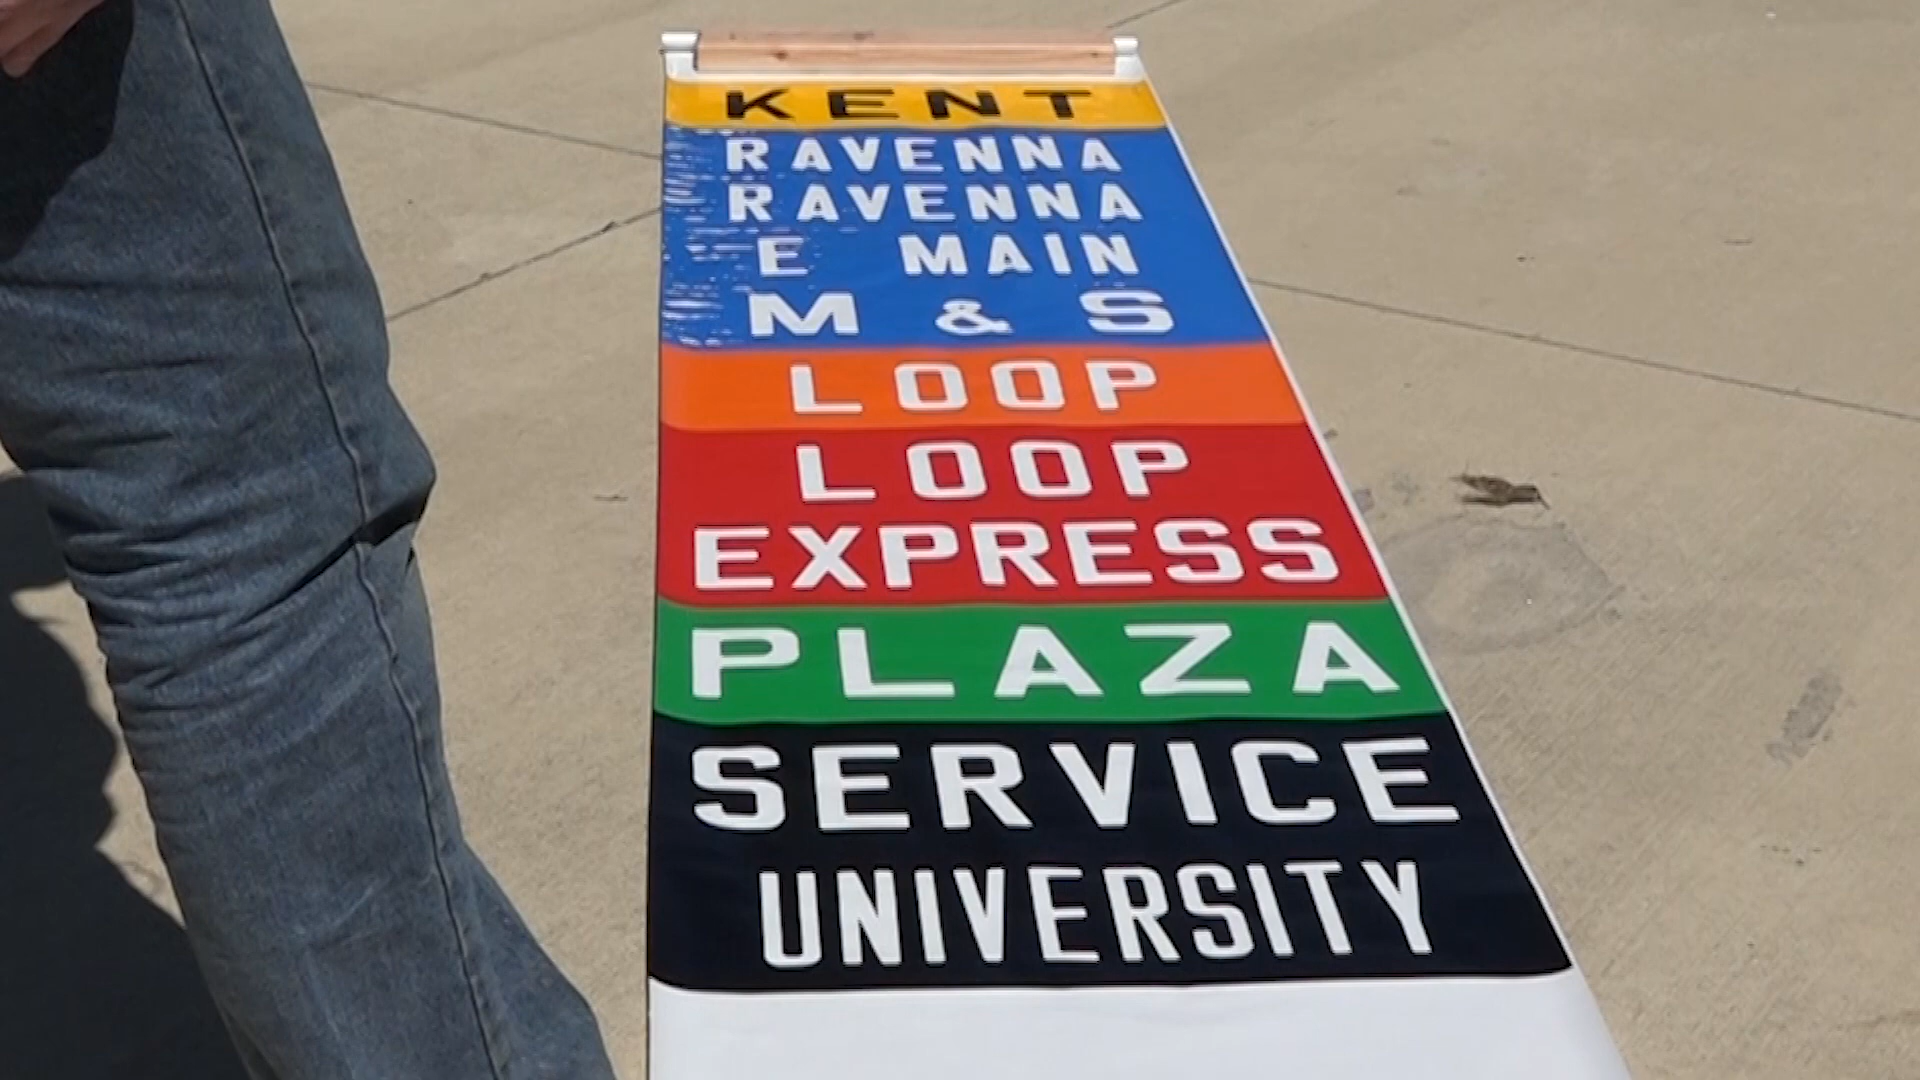 KENT
RAVENNA
RAVENNA
E MAIN
M & S
LOOP
LOOP
EXPRESS
PLAZA
SERVICE
UNIVERSITY